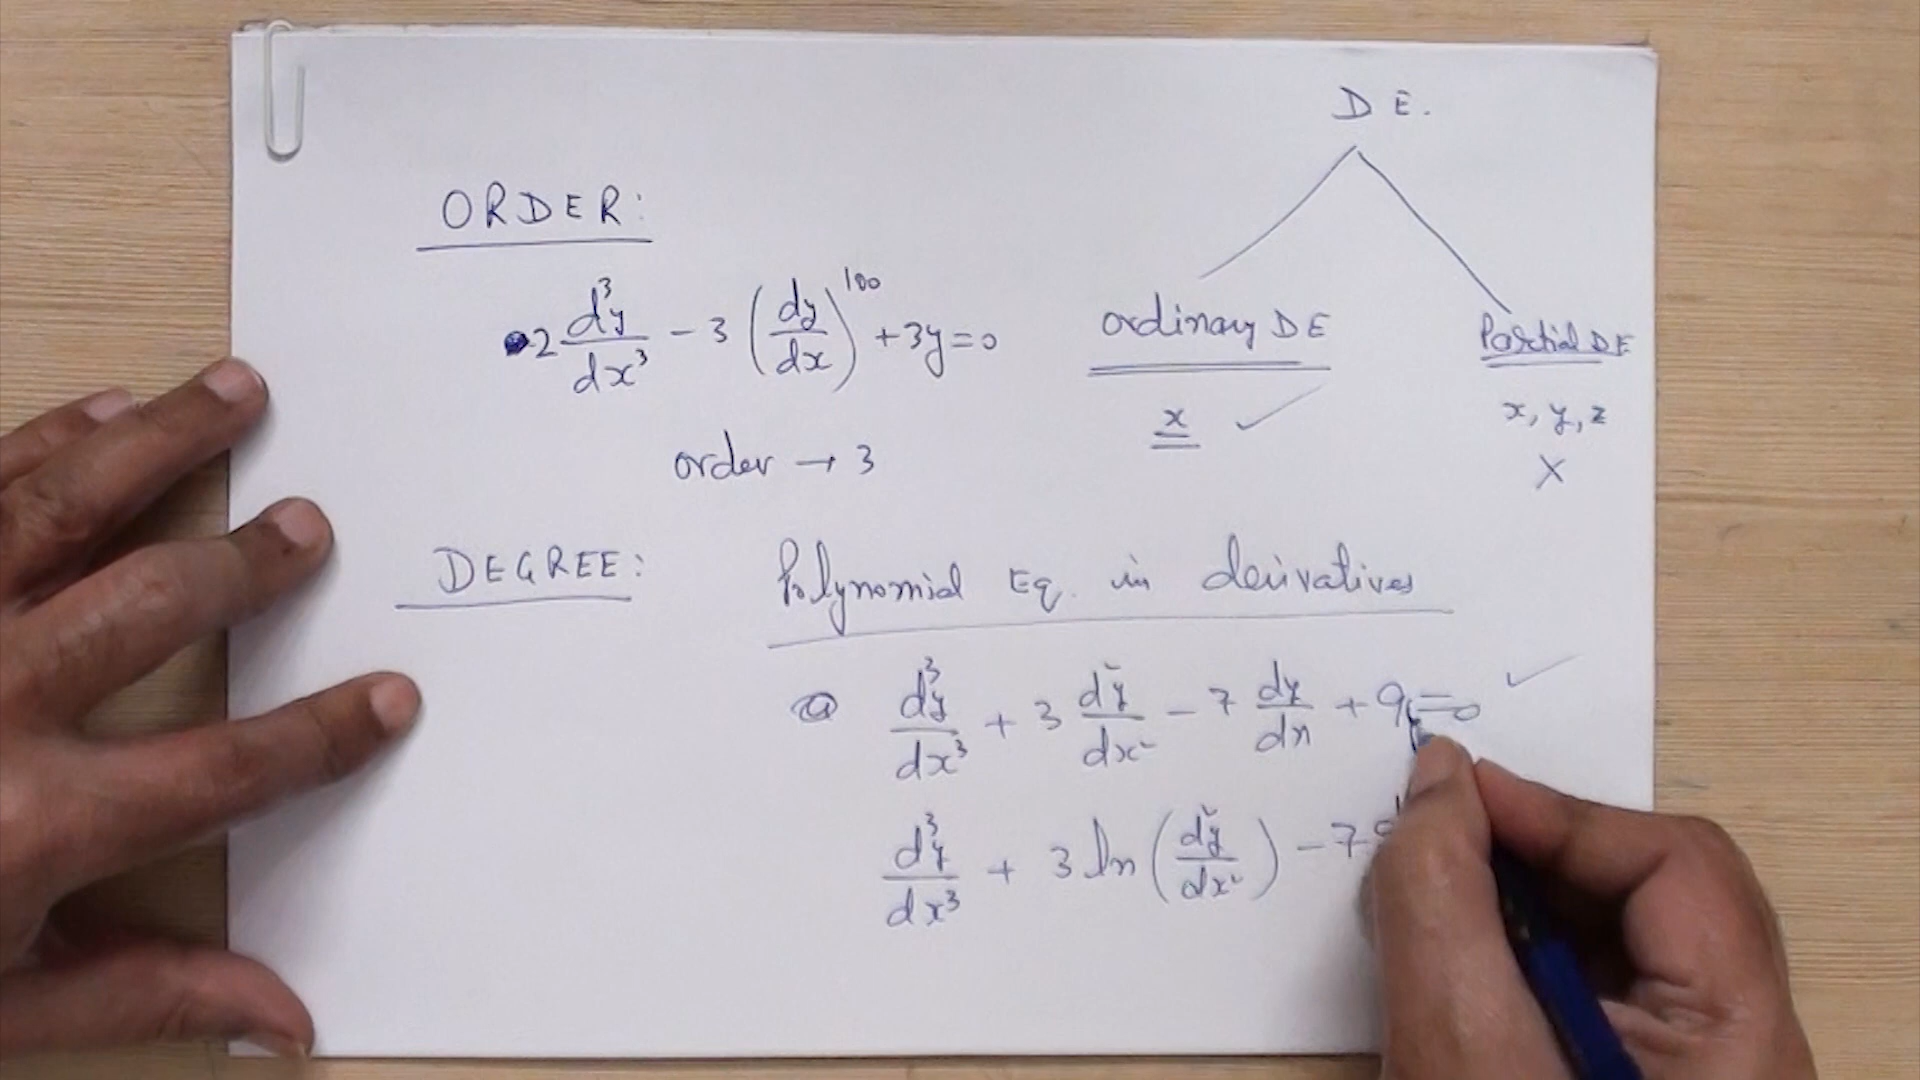 D E.
ORDER:
2 d³y/dx³ - 3 (dy/dx)¹⁰⁰ + 3y = 0
order → 3
ordinary DE
x ✓
Partial DE
x, y, z
X
DEGREE:
Polynomial Eq. in derivatives
d³y/dx³ + 3 d²y/dx² - 7 dy/dx + 9 = 0 ✓
d³y/dx³ + 3 ln (d²y/dx²) - 7